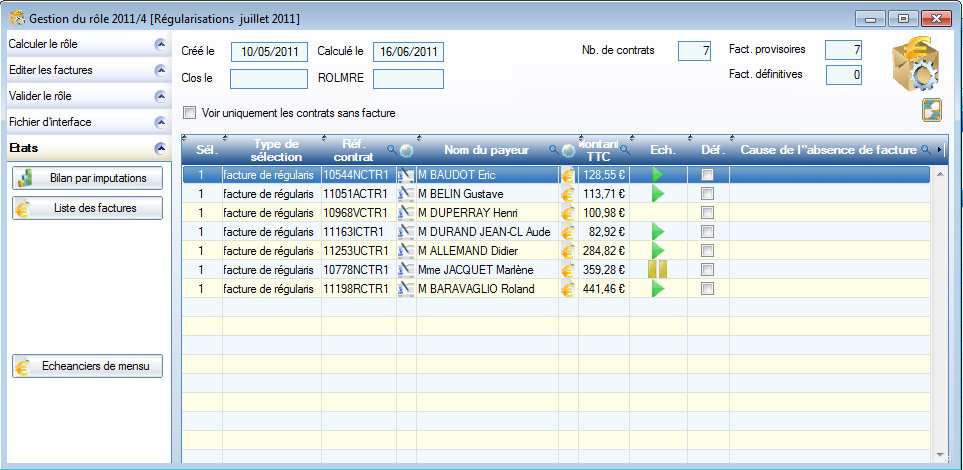 Gestion du rôle 2011/4 [Régularisations juillet 2011]
Calculer le rôle
Editer les factures
Valider le rôle
Fichier d'interface
Etats
Bilan par imputations
Liste des factures
Echeanciers de mensu
Créé le 10/05/2011 Calculé le 16/06/2011 Nb. de contrats 7 Fact. provisoires 7
Clos le ROLMRE Fact. définitives 0
Voir uniquement les contrats sans facture
Sél. Type de sélection Réf. contrat Nom du payeur Montant TTC Ech. Déf. Cause de l''absence de facture
1 facture de régularis 10544NCTR1 M BAUDOT Eric 128,55 €
1 facture de régularis 11051ACTR1 M BELIN Gustave 113,71 €
1 facture de régularis 10968VCTR1 M DUPERRAY Henri 100,98 €
1 facture de régularis 11163ICTR1 M DURAND JEAN-CL Aude 82,92 €
1 facture de régularis 11253UCTR1 M ALLEMAND Didier 284,82 €
1 facture de régularis 10778NCTR1 Mme JACQUET Marlène 359,28 €
1 facture de régularis 11198RCTR1 M BARAVAGLIO Roland 441,46 €